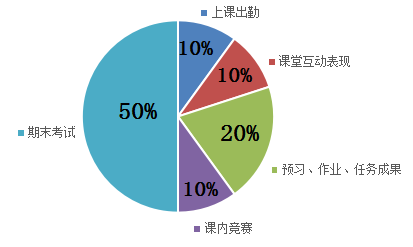 上课出勤
10%
课堂互动表现
10%
50%
期末考试
20%
预习、作业、任务成果
10%
课内竞赛